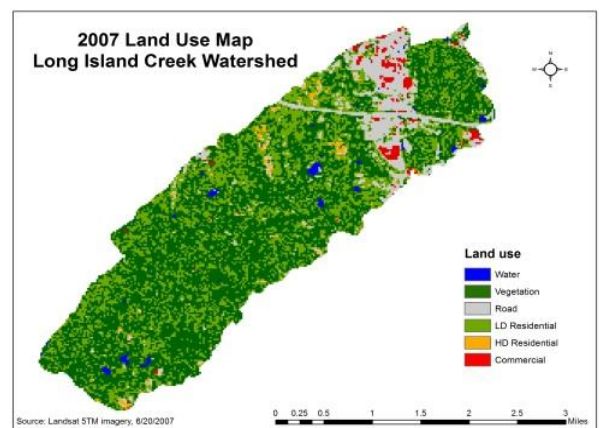 2007 Land Use Map
Long Island Creek Watershed
N
W E
S
Land use
Water
Vegetation
Road
LD Residential
HD Residential
Commercial
Source: Landsat 5TM imagery, 6/20/2007
0 0.25 0.5 1 1.5 2 2.5 3
Miles